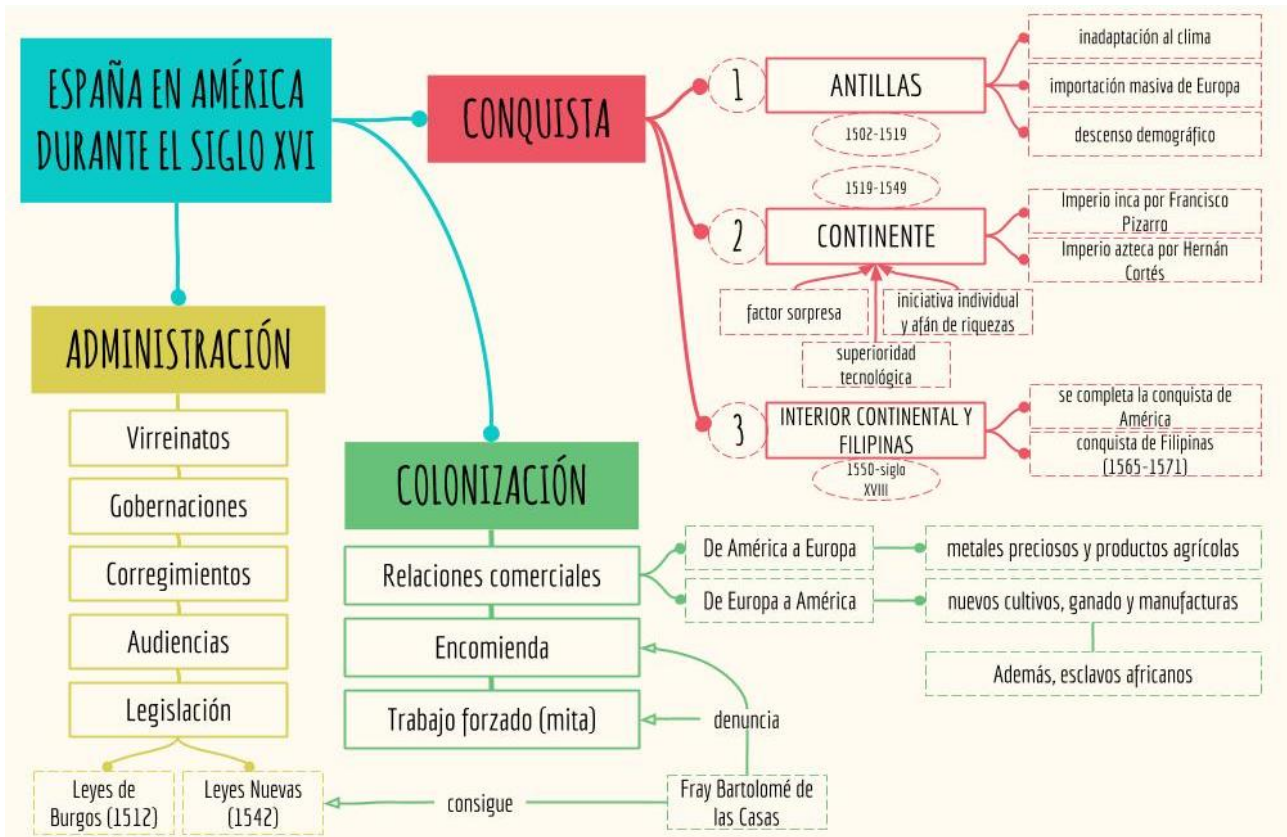 ESPAÑA EN AMÉRICA
DURANTE EL SIGLO XVI
CONQUISTA
1
ANTILLAS
1502-1519
inadaptación al clima
importación masiva de Europa
descenso demográfico
1519-1549
2
CONTINENTE
Imperio inca por Francisco
Pizarro
Imperio azteca por Hernán
Cortés
factor sorpresa
iniciativa individual
y afán de riquezas
superioridad
tecnológica
3
INTERIOR CONTINENTAL Y
FILIPINAS
1550-siglo
XVIII
se completa la conquista de
América
conquista de Filipinas
(1565-1571)
ADMINISTRACIÓN
Virreinatos
Gobernaciones
Corregimientos
Audiencias
Legislación
Leyes de
Burgos (1512)
Leyes Nuevas
(1542)
COLONIZACIÓN
Relaciones comerciales
De América a Europa
metales preciosos y productos agrícolas
De Europa a América
nuevos cultivos, ganado y manufacturas
Además, esclavos africanos
Encomienda
Trabajo forzado (mita)
denuncia
consigue
Fray Bartolomé de
las Casas